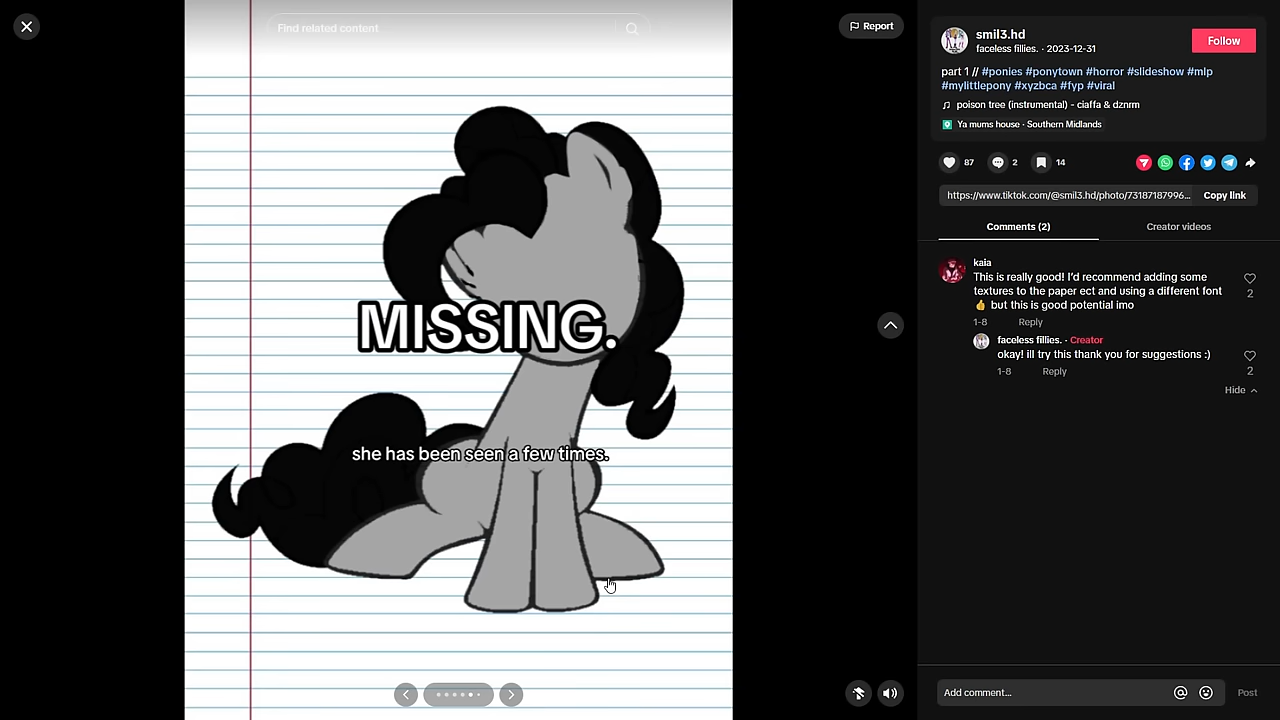 Find related content
Report
MISSING.
she has been seen a few times.
smil3.hd
faceless fillies. · 2023-12-31
Follow
part 1 // #ponies #ponytown #horror #slideshow #mlp
#mylittlepony #xyzbca #fyp #viral
poison tree (instrumental) - ciaffa & dznrm
Ya mums house · Southern Midlands
87
2
14
https://www.tiktok.com/@smil3.hd/photo/73187187996...
Copy link
Comments (2)
Creator videos
kaia
This is really good! I'd recommend adding some
textures to the paper ect and using a different font
👍 but this is good potential imo
2
1-8
Reply
faceless fillies. · Creator
okay! ill try this thank you for suggestions :)
2
1-8
Reply
Hide
Add comment...
Post